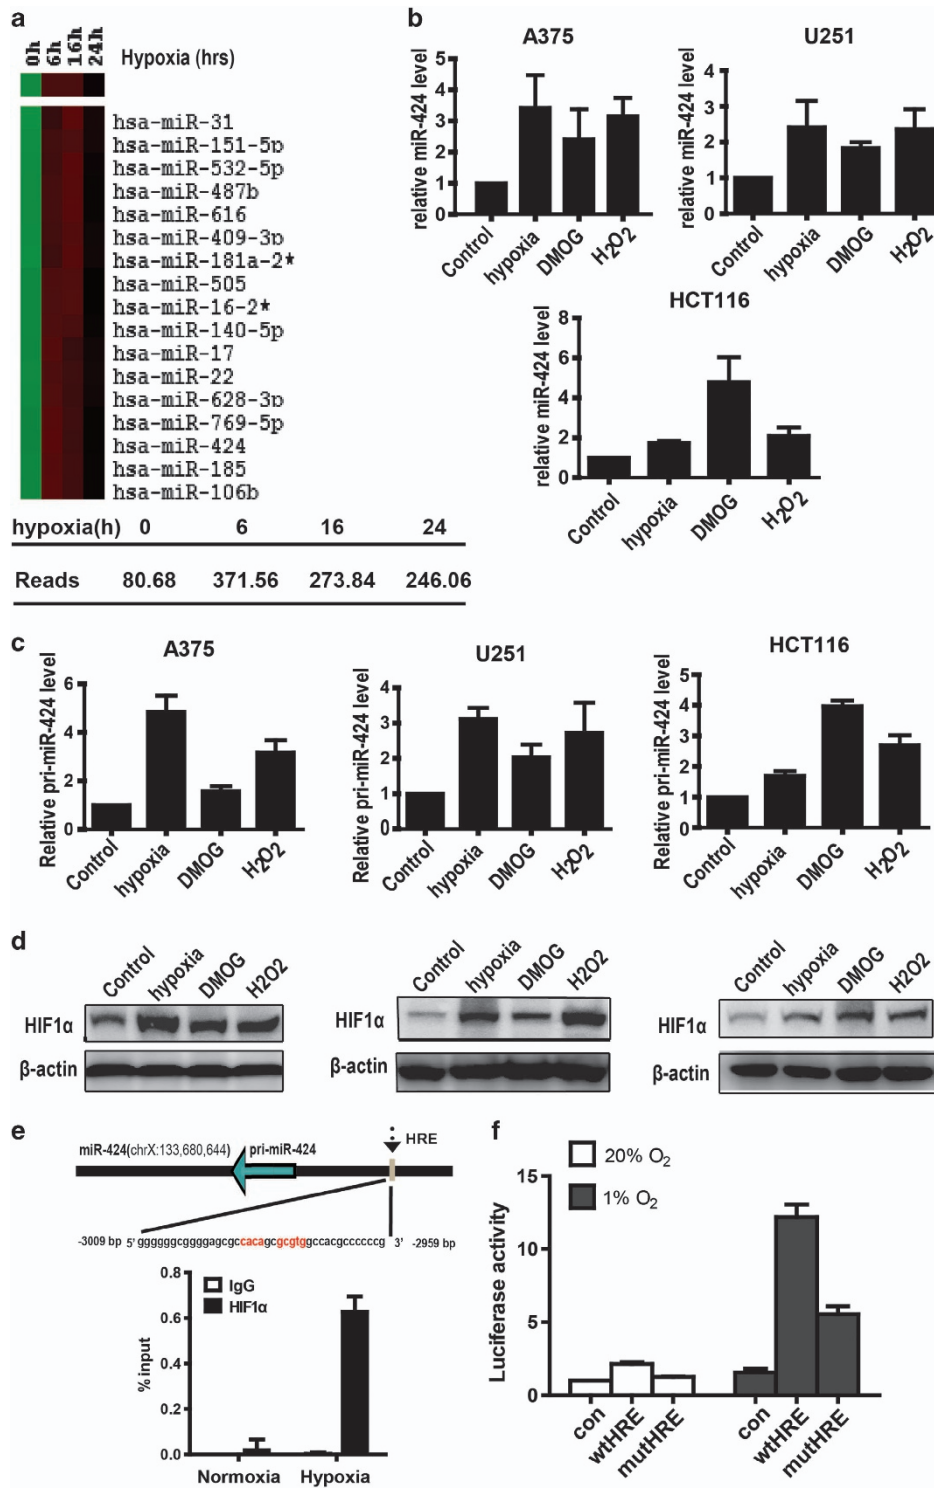 a
0h 6h 16h 24h
Hypoxia (hrs)
hsa-miR-31
hsa-miR-151-5p
hsa-miR-532-5p
hsa-miR-487b
hsa-miR-616
hsa-miR-409-3p
hsa-miR-181a-2*
hsa-miR-505
hsa-miR-16-2*
hsa-miR-140-5p
hsa-miR-17
hsa-miR-22
hsa-miR-628-3p
hsa-miR-769-5p
hsa-miR-424
hsa-miR-185
hsa-miR-106b
hypoxia(h) 0 6 16 24
Reads 80.68 371.56 273.84 246.06
b
A375
relative miR-424 level
5
4
3
2
1
0
Control hypoxia DMOG H2O2
U251
relative miR-424 level
4
3
2
1
0
Control hypoxia DMOG H2O2
HCT116
relative miR-424 level
8
6
4
2
0
Control hypoxia DMOG H2O2
c
A375
Relative pri-miR-424 level
6
4
2
0
Control hypoxia DMOG H2O2
U251
Relative pri-miR-424 level
4
3
2
1
0
Control hypoxia DMOG H2O2
HCT116
Relative pri-miR-424 level
5
4
3
2
1
0
Control hypoxia DMOG H2O2
d
Control hypoxia DMOG H2O2
HIF1α
β-actin
Control hypoxia DMOG H2O2
HIF1α
β-actin
Control hypoxia DMOG H2O2
HIF1α
β-actin
e
miR-424(chrX:133,680,644) pri-miR-424
HRE
-3009 bp 5' ggggggcggggagcgccacagcgcgtggccacgccccccg 3' -2959 bp
IgG
HIF1α
% input
0.8
0.6
0.4
0.2
0.0
Normoxia Hypoxia
f
20% O₂
1% O₂
Luciferase activity
15
10
5
0
con wtHRE mutHRE con wtHRE mutHRE